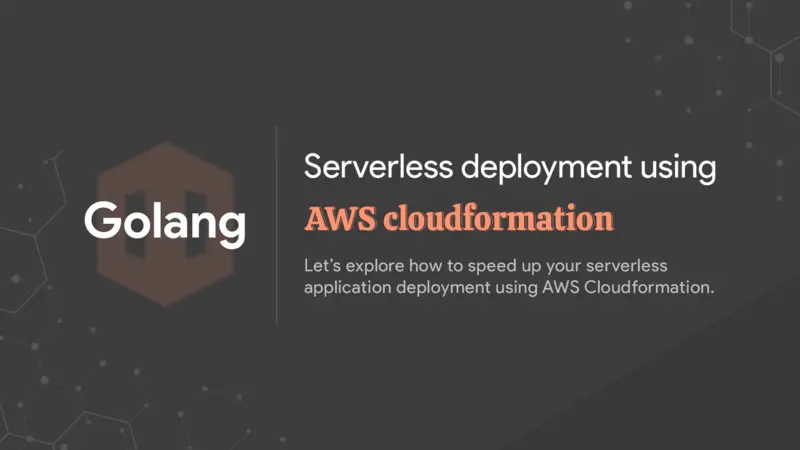 Golang
Serverless deployment using
AWS cloudformation
Let's explore how to speed up your serverless
application deployment using AWS Cloudformation.